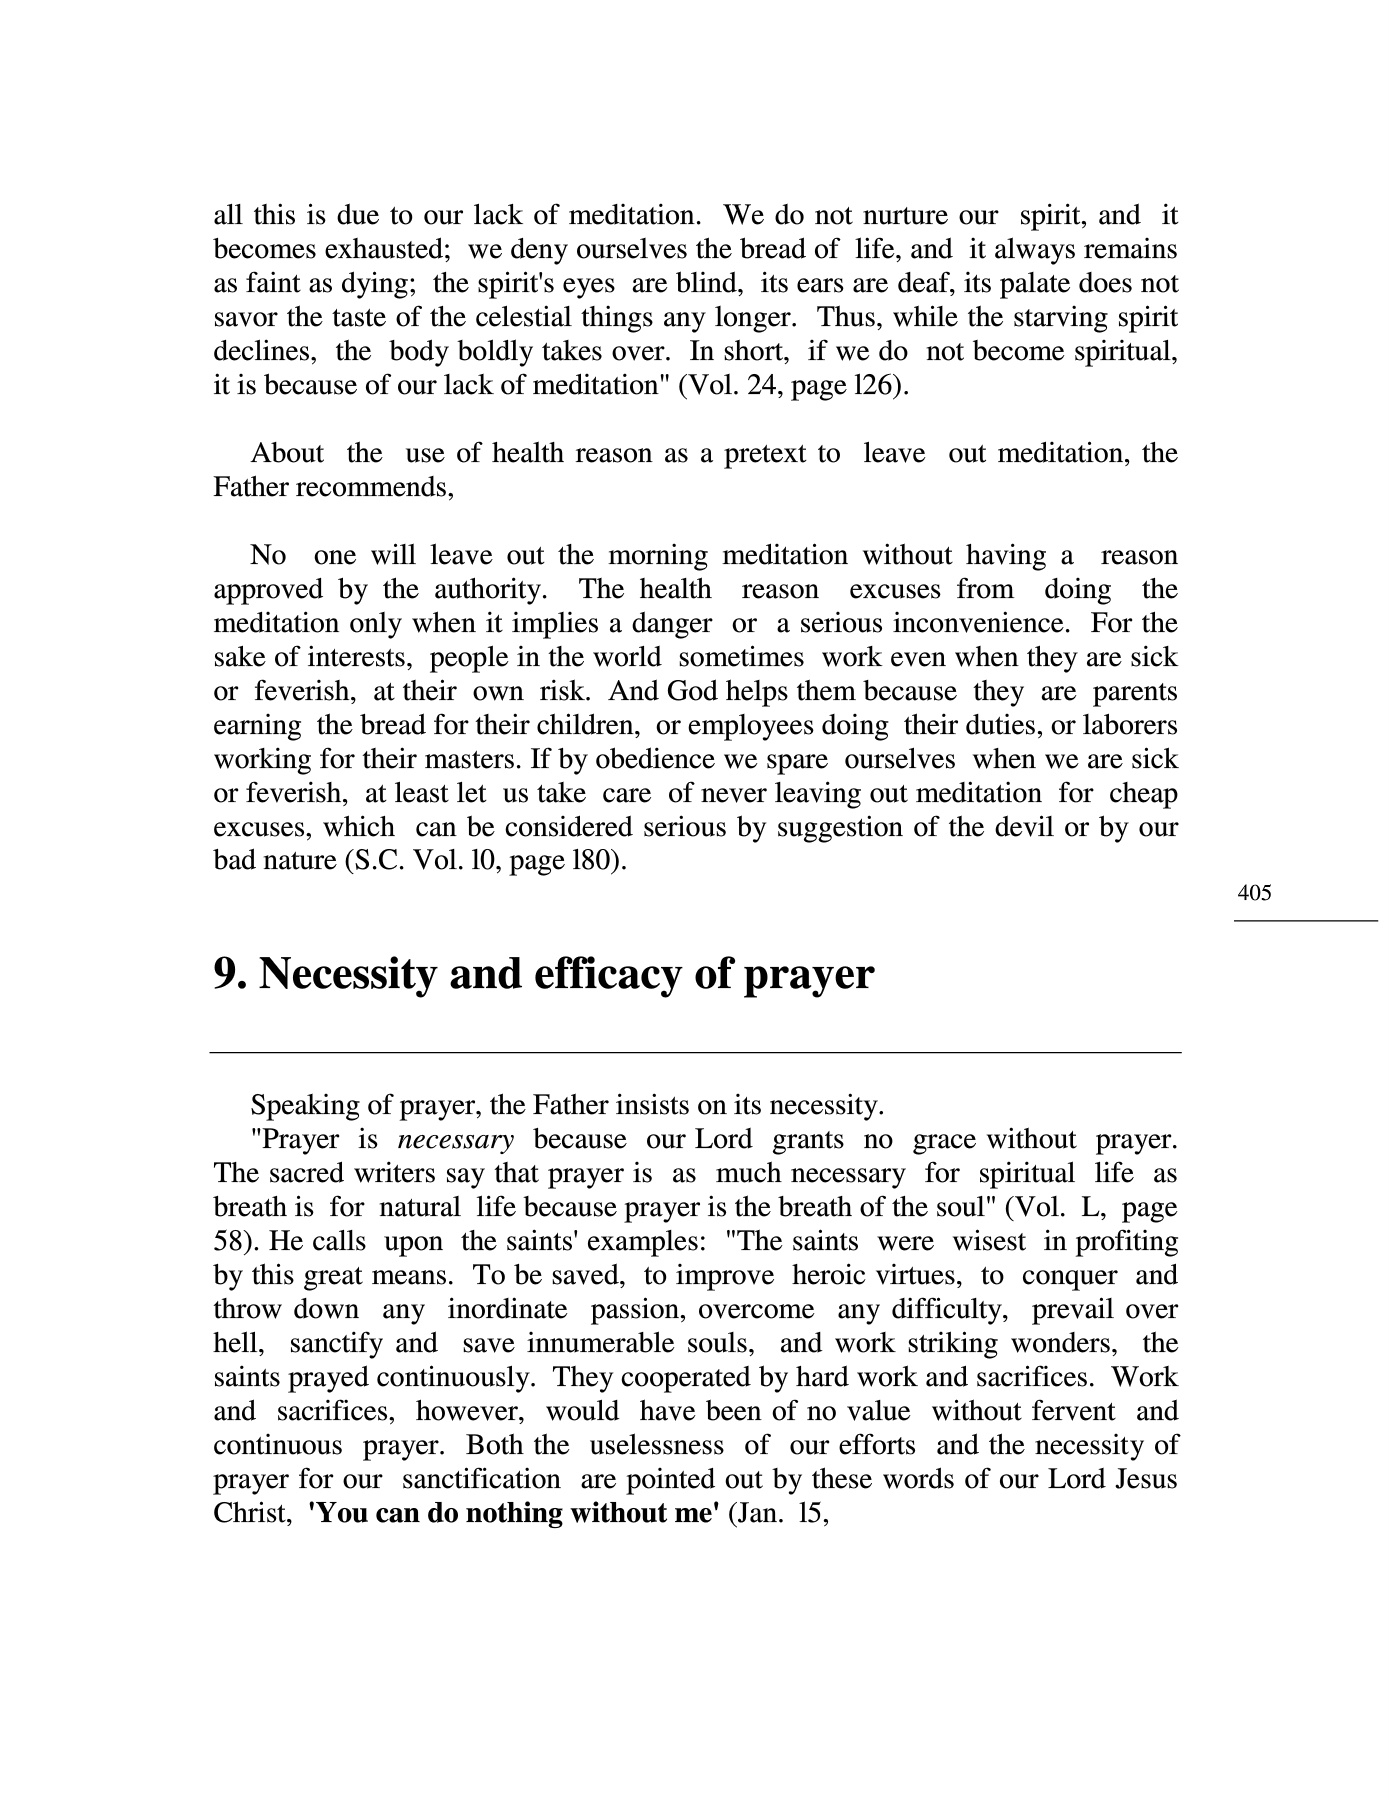 all this is due to our lack of meditation. We do not nurture our spirit, and it
becomes exhausted; we deny ourselves the bread of life, and it always remains
as faint as dying; the spirit's eyes are blind, its ears are deaf, its palate does not
savor the taste of the celestial things any longer. Thus, while the starving spirit
declines, the body boldly takes over. In short, if we do not become spiritual,
it is because of our lack of meditation" (Vol. 24, page l26).
About the use of health reason as a pretext to leave out meditation, the
Father recommends,
No one will leave out the morning meditation without having a reason
approved by the authority. The health reason excuses from doing the
meditation only when it implies a danger or a serious inconvenience. For the
sake of interests, people in the world sometimes work even when they are sick
or feverish, at their own risk. And God helps them because they are parents
earning the bread for their children, or employees doing their duties, or laborers
working for their masters. If by obedience we spare ourselves when we are sick
or feverish, at least let us take care of never leaving out meditation for cheap
excuses, which can be considered serious by suggestion of the devil or by our
bad nature (S.C. Vol. l0, page l80).
405
9. Necessity and efficacy of prayer
Speaking of prayer, the Father insists on its necessity.
"Prayer is necessary because our Lord grants no grace without prayer.
The sacred writers say that prayer is as much necessary for spiritual life as
breath is for natural life because prayer is the breath of the soul" (Vol. L, page
58). He calls upon the saints' examples: "The saints were wisest in profiting
by this great means. To be saved, to improve heroic virtues, to conquer and
throw down any inordinate passion, overcome any difficulty, prevail over
hell, sanctify and save innumerable souls, and work striking wonders, the
saints prayed continuously. They cooperated by hard work and sacrifices. Work
and sacrifices, however, would have been of no value without fervent and
continuous prayer. Both the uselessness of our efforts and the necessity of
prayer for our sanctification are pointed out by these words of our Lord Jesus
Christ, 'You can do nothing without me' (Jan. l5,